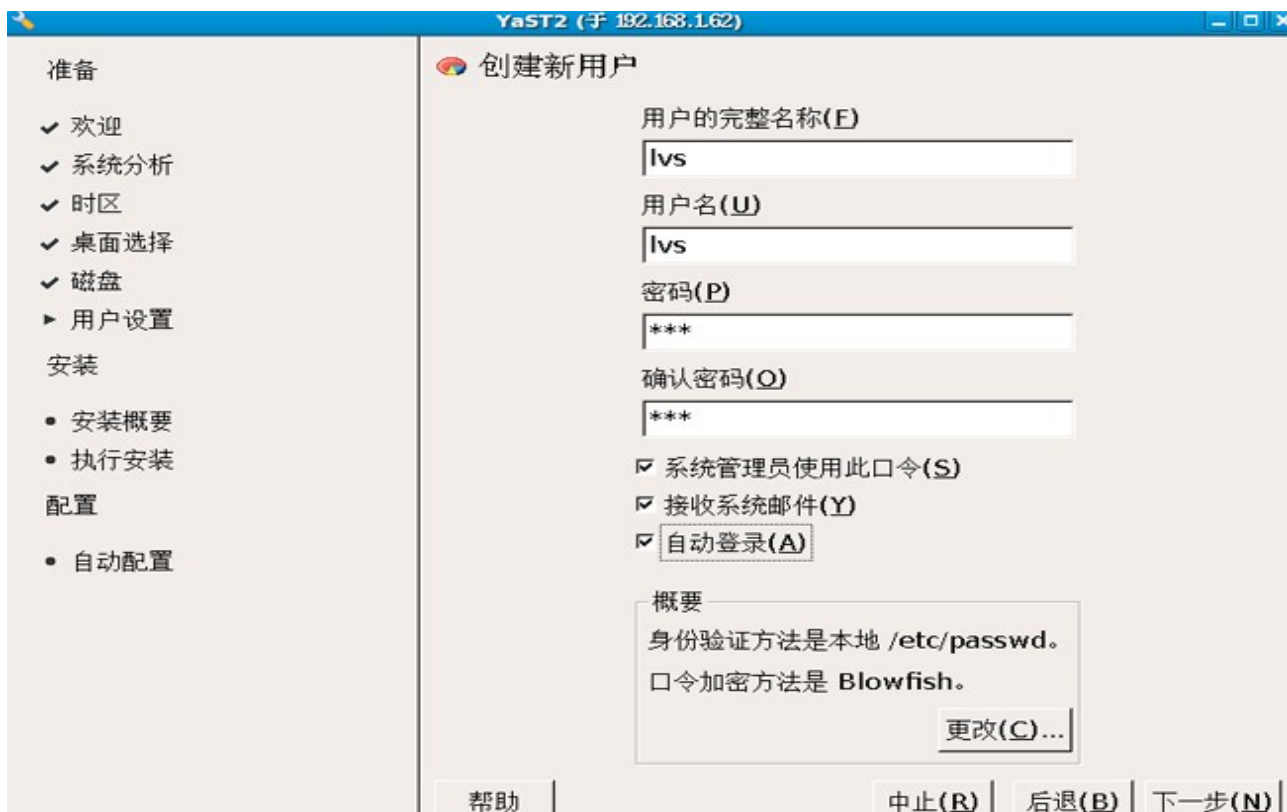 YaST2 (于 192.168.1.62)
准备
欢迎
系统分析
时区
桌面选择
磁盘
用户设置
安装
安装概要
执行安装
配置
自动配置
创建新用户
用户的完整名称(F)
lvs
用户名(U)
lvs
密码(P)
***
确认密码(O)
***
系统管理员使用此口令(S)
接收系统邮件(Y)
自动登录(A)
概要
身份验证方法是本地 /etc/passwd。
口令加密方法是 Blowfish。
更改(C)...
帮助
中止(R)
后退(B)
下一步(N)